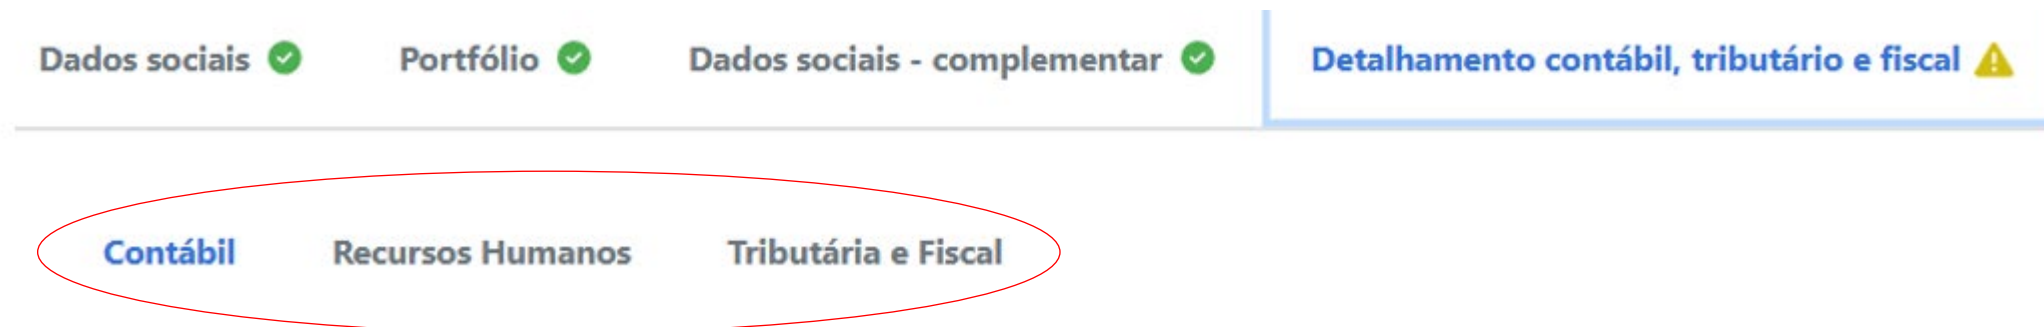 Dados sociais Portfólio Dados sociais - complementar Detalhamento contábil, tributário e fiscal
Contábil Recursos Humanos Tributária e Fiscal